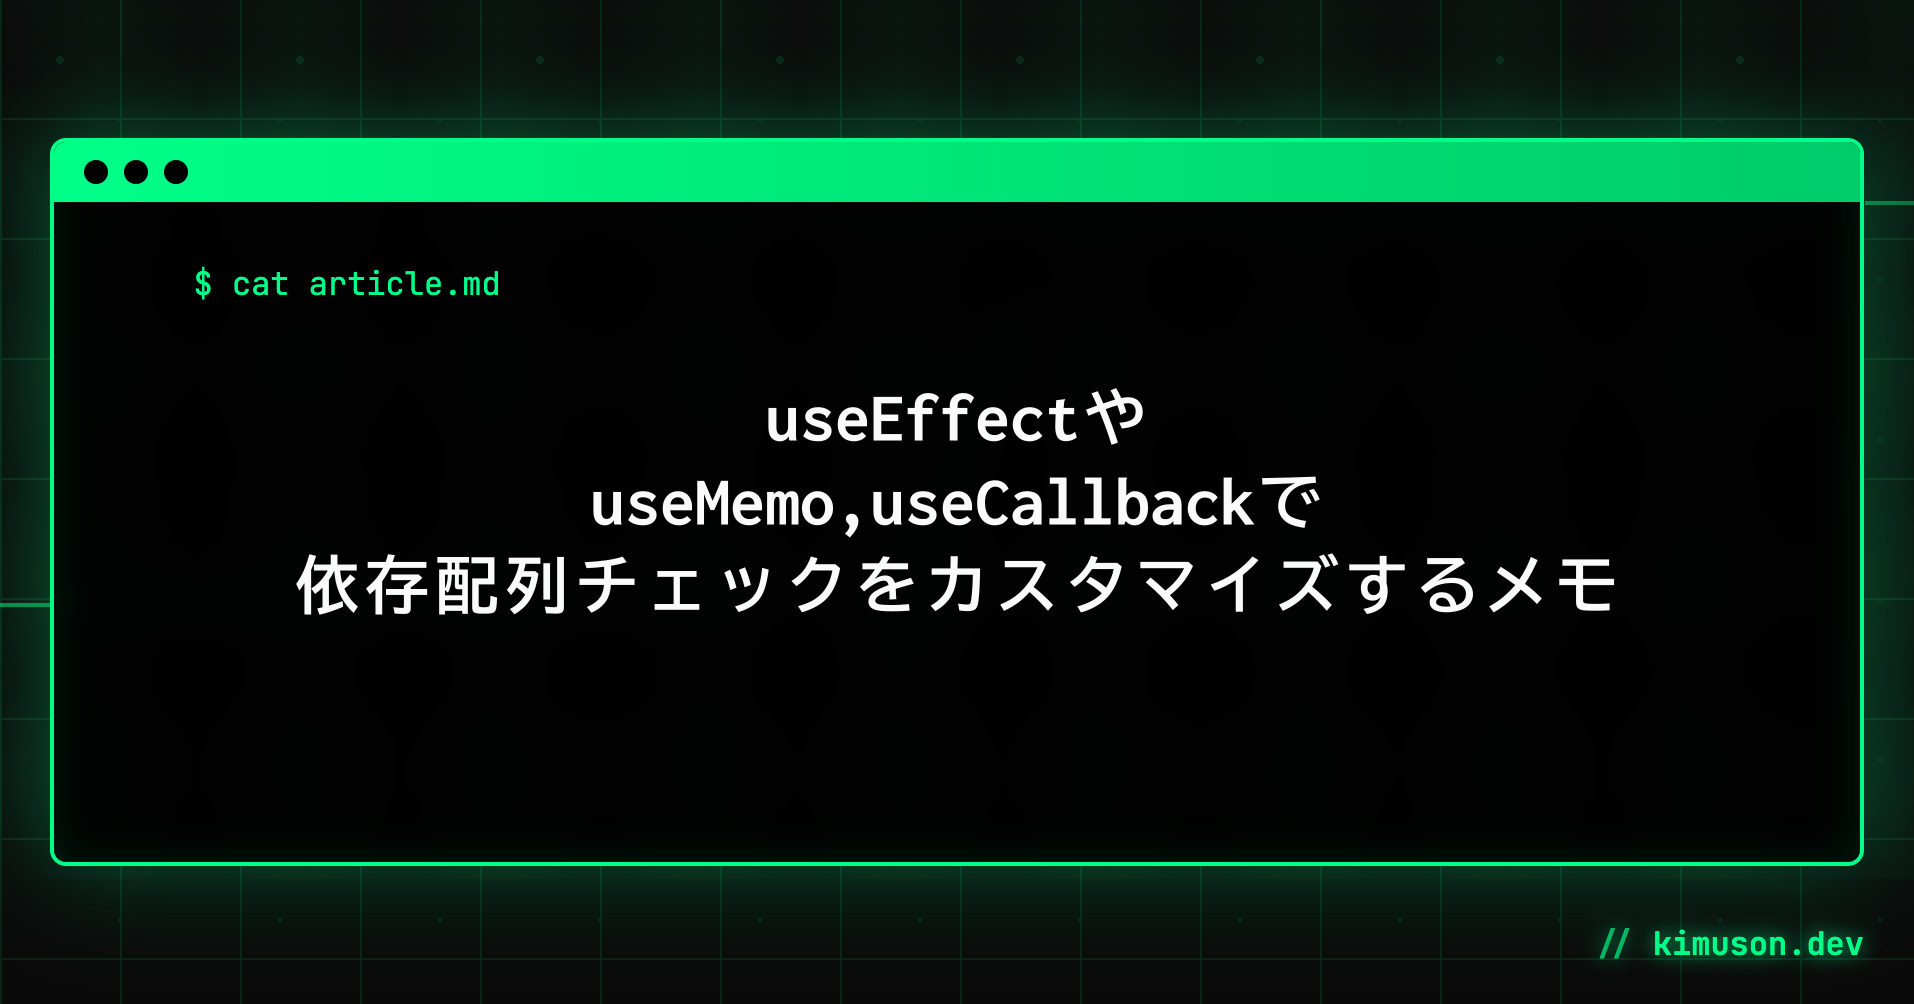 $ cat article.md
useEffectや
useMemo,useCallbackで
依存配列チェックをカスタマイズするメモ
// kimuson.dev